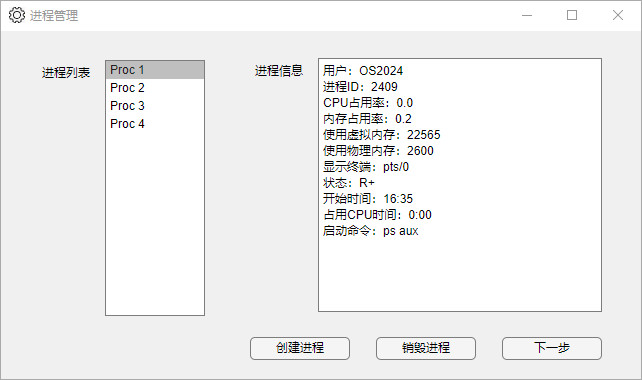 进程管理
进程列表
Proc 1
Proc 2
Proc 3
Proc 4
进程信息
用户：OS2024
进程ID：2409
CPU占用率：0.0
内存占用率：0.2
使用虚拟内存：22565
使用物理内存：2600
显示终端：pts/0
状态：R+
开始时间：16:35
占用CPU时间：0:00
启动命令：ps aux
创建进程
销毁进程
下一步